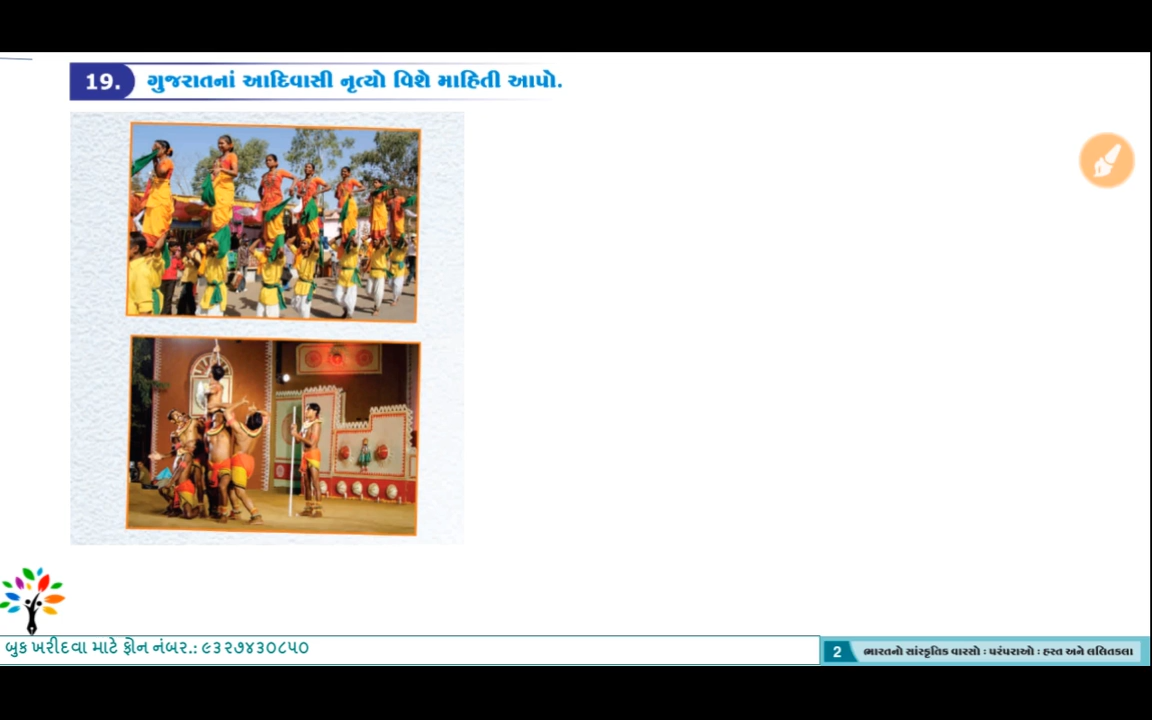 19. ગુજરાતનાં આદિવાસી નૃત્યો વિશે માહિતી આપો.
બુક ખરીદવા માટે ફોન નંબર.: ૯૩૨૭૪૩૦૮૫૦
2 ભારતનો સાંસ્કૃતિક વારસો : પરંપરાઓ : હસ્ત અને લલિતકલા